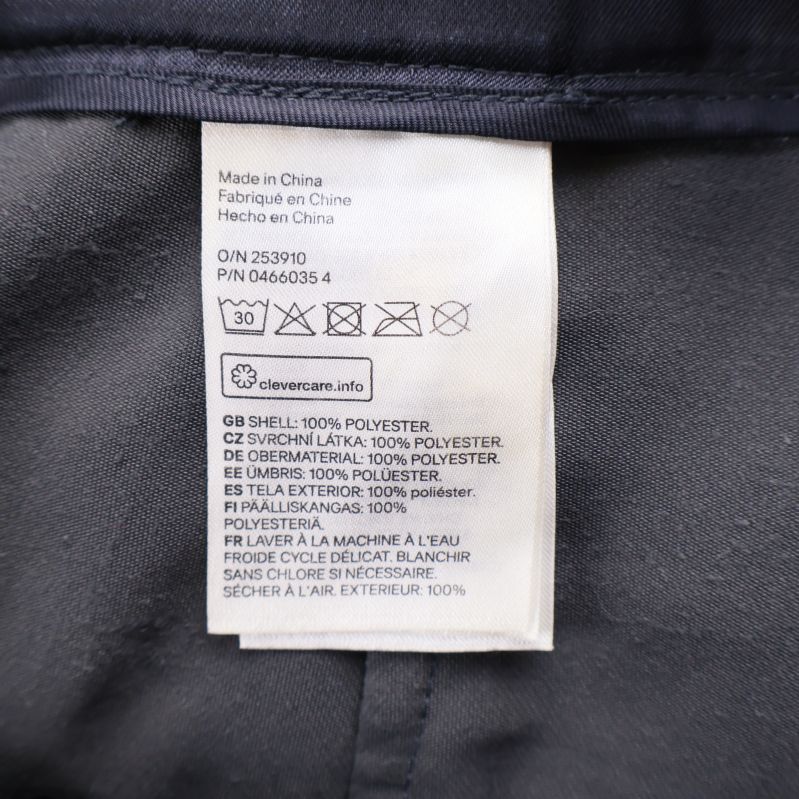 Made in China
Fabriqué en Chine
Hecho en China
O/N 253910
P/N 0466035 4
30
clevercare.info
GB SHELL: 100% POLYESTER.
CZ SVRCHNÍ LÁTKA: 100% POLYESTER.
DE OBERMATERIAL: 100% POLYESTER.
EE ÜMBRIS: 100% POLÜESTER.
ES TELA EXTERIOR: 100% poliéster.
FI PÄÄLLISKANGAS: 100%
POLYESTERIÄ.
FR LAVER À LA MACHINE À L'EAU
FROIDE CYCLE DÉLICAT. BLANCHIR
SANS CHLORE SI NÉCESSAIRE.
SÉCHER À L'AIR. EXTERIEUR: 100%